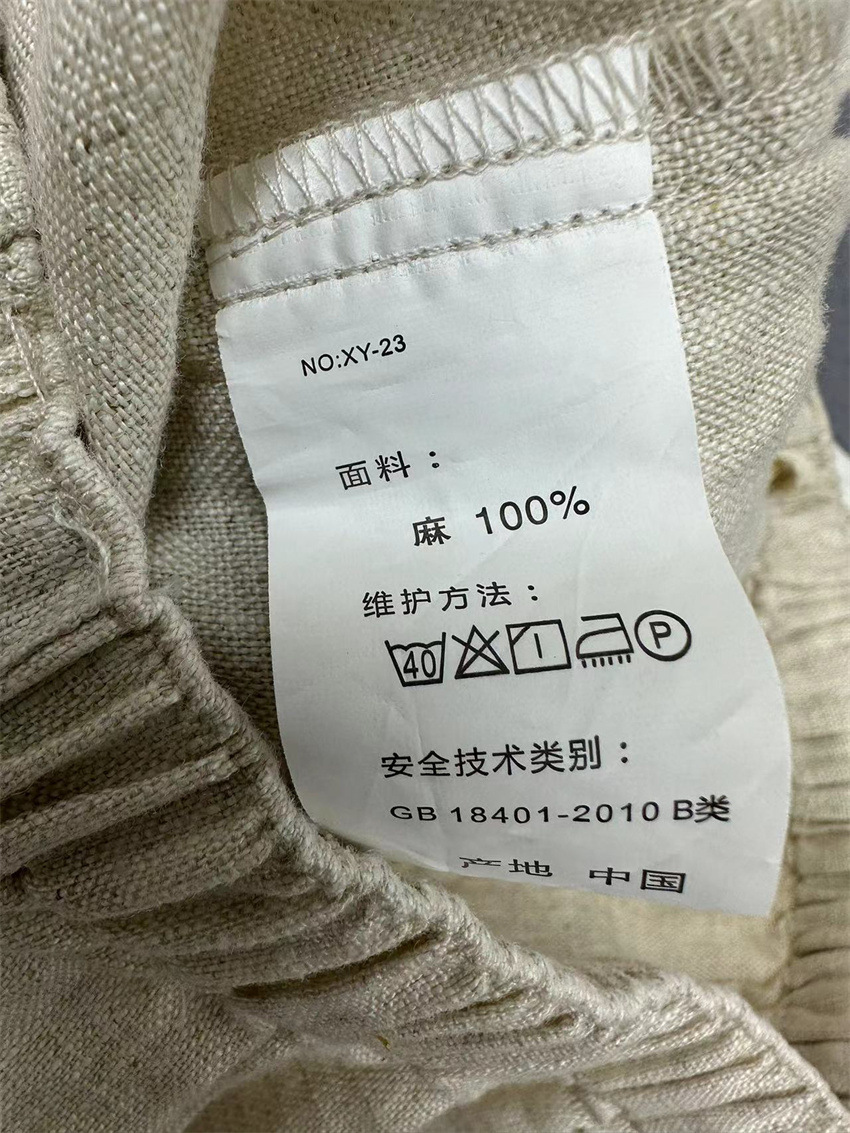 NO:XY-23
面料：
麻 100%
维护方法：
40 P
安全技术类别：
GB 18401-2010 B类
产地 中国